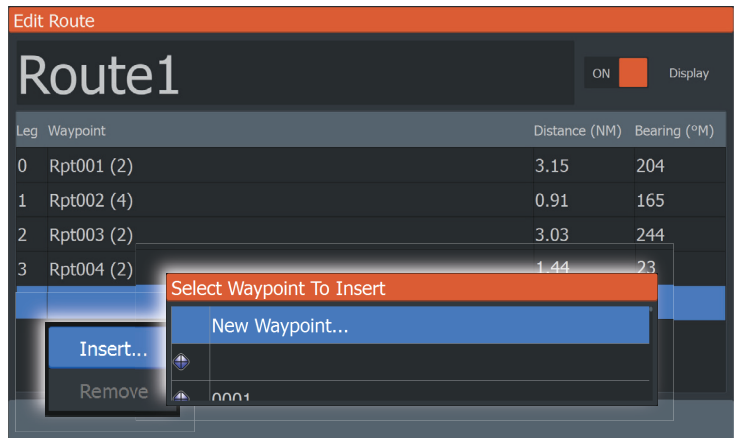 Edit Route
Route1
ON Display
Leg Waypoint Distance (NM) Bearing (°M)
0 Rpt001 (2) 3.15 204
1 Rpt002 (4) 0.91 165
2 Rpt003 (2) 3.03 244
3 Rpt004 (2) 1.44 23
Select Waypoint To Insert
New Waypoint...
Insert...
Remove
0001